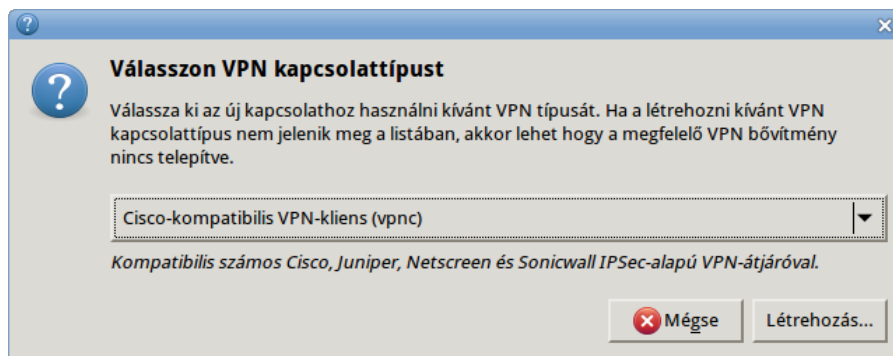 Válasszon VPN kapcsolattípust
Válassza ki az új kapcsolathoz használni kívánt VPN típusát. Ha a létrehozni kívánt VPN
kapcsolattípus nem jelenik meg a listában, akkor lehet hogy a megfelelő VPN bővítmény
nincs telepítve.
Cisco-kompatibilis VPN-kliens (vpnc)
Kompatibilis számos Cisco, Juniper, Netscreen és Sonicwall IPSec-alapú VPN-átjáróval.
Mégse
Létrehozás...